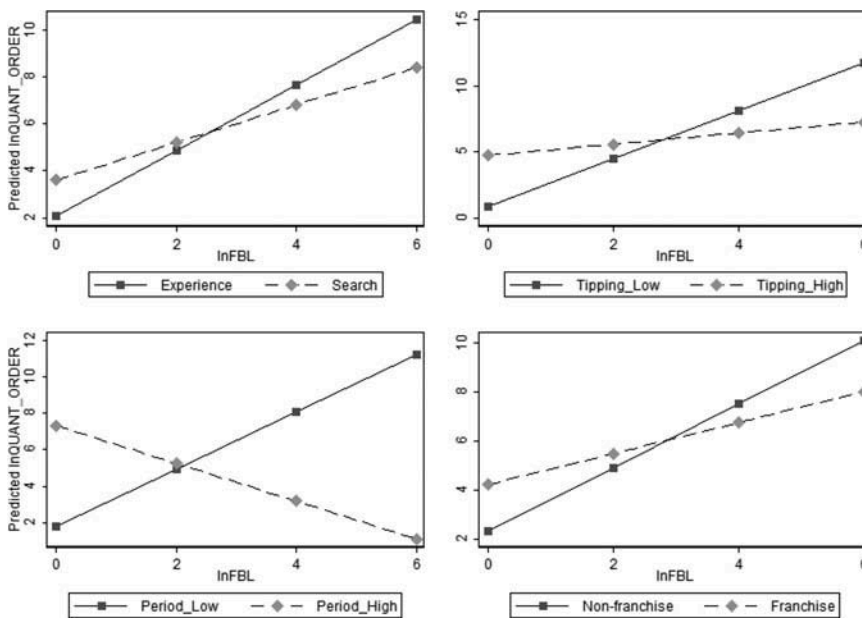 Predicted lnQUANT_ORDER
10
8
6
4
2
0 2 4 6
lnFBL
Experience Search
15
10
5
0
0 2 4 6
lnFBL
Tipping_Low Tipping_High
Predicted lnQUANT_ORDER
12
10
8
6
4
2
0 2 4 6
lnFBL
Period_Low Period_High
10
8
6
4
2
0 2 4 6
lnFBL
Non-franchise Franchise